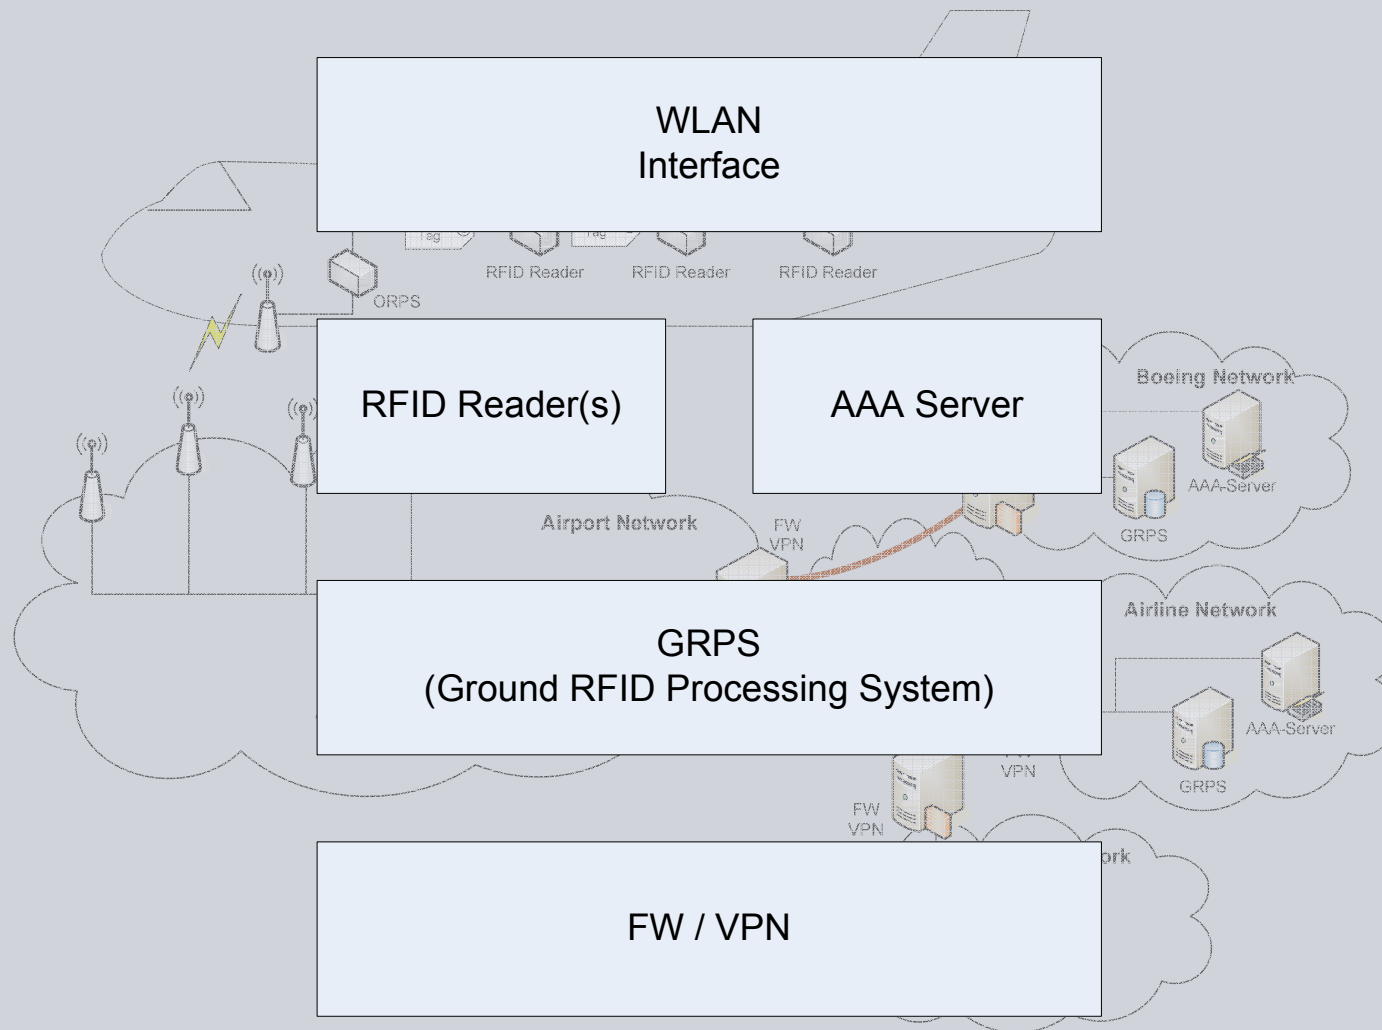 WLAN
Interface
Tag
Tag
RFID Reader
RFID Reader
RFID Reader
ORPS
RFID Reader(s)
AAA Server
Boeing Network
AAA-Server
GRPS
Airport Network
FW
VPN
Airline Network
GRPS
(Ground RFID Processing System)
AAA-Server
GRPS
VPN
FW
VPN
FW / VPN